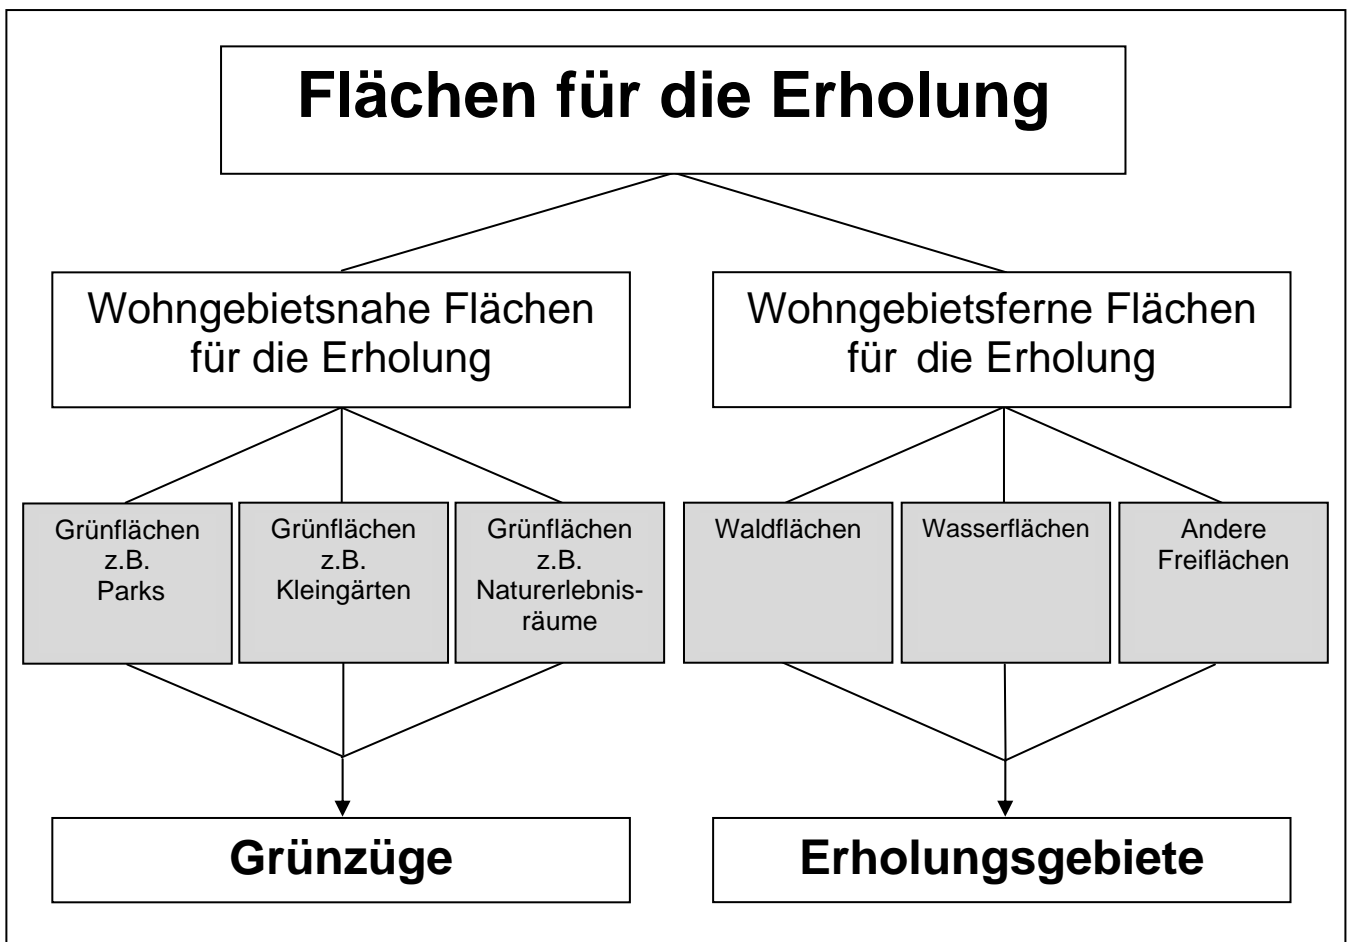 Flächen für die Erholung
Wohngebietsnahe Flächen
für die Erholung
Wohngebietsferne Flächen
für die Erholung
Grünflächen
z.B.
Parks
Grünflächen
z.B.
Kleingärten
Grünflächen
z.B.
Naturerlebnis-
räume
Waldflächen
Wasserflächen
Andere
Freiflächen
Grünzüge
Erholungsgebiete